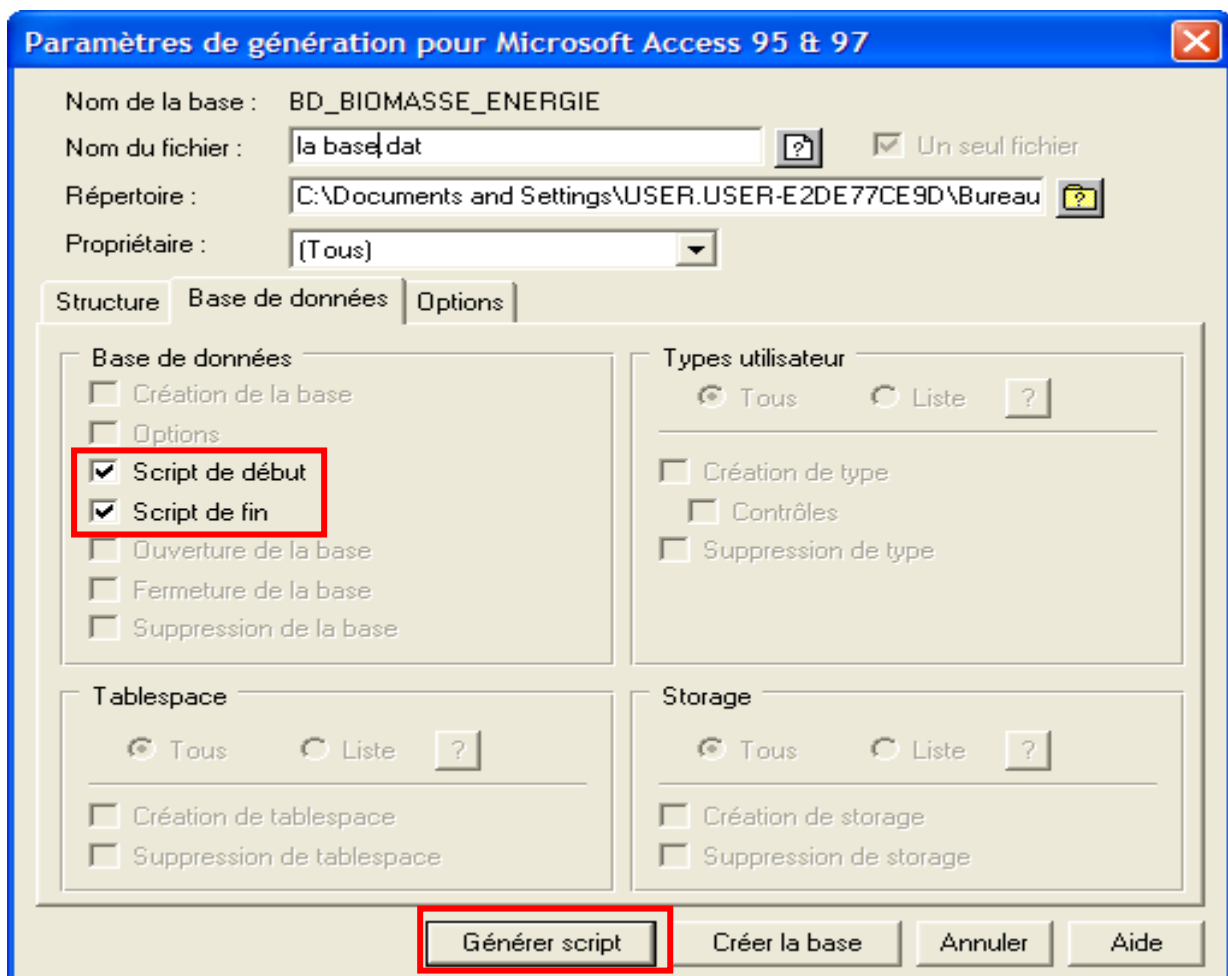 Paramètres de génération pour Microsoft Access 95 & 97
Nom de la base : BD_BIOMASSE_ENERGIE
Nom du fichier : la base.dat ? Un seul fichier
Répertoire : C:\Documents and Settings\USER.USER-E2DE77CE9D\Bureau ?
Propriétaire : (Tous)
Structure Base de données Options
Base de données
Création de la base
Options
Script de début
Script de fin
Ouverture de la base
Fermeture de la base
Suppression de la base
Types utilisateur
Tous Liste ?
Création de type
Contrôles
Suppression de type
Tablespace
Tous Liste ?
Création de tablespace
Suppression de tablespace
Storage
Tous Liste ?
Création de storage
Suppression de storage
Générer script Créer la base Annuler Aide